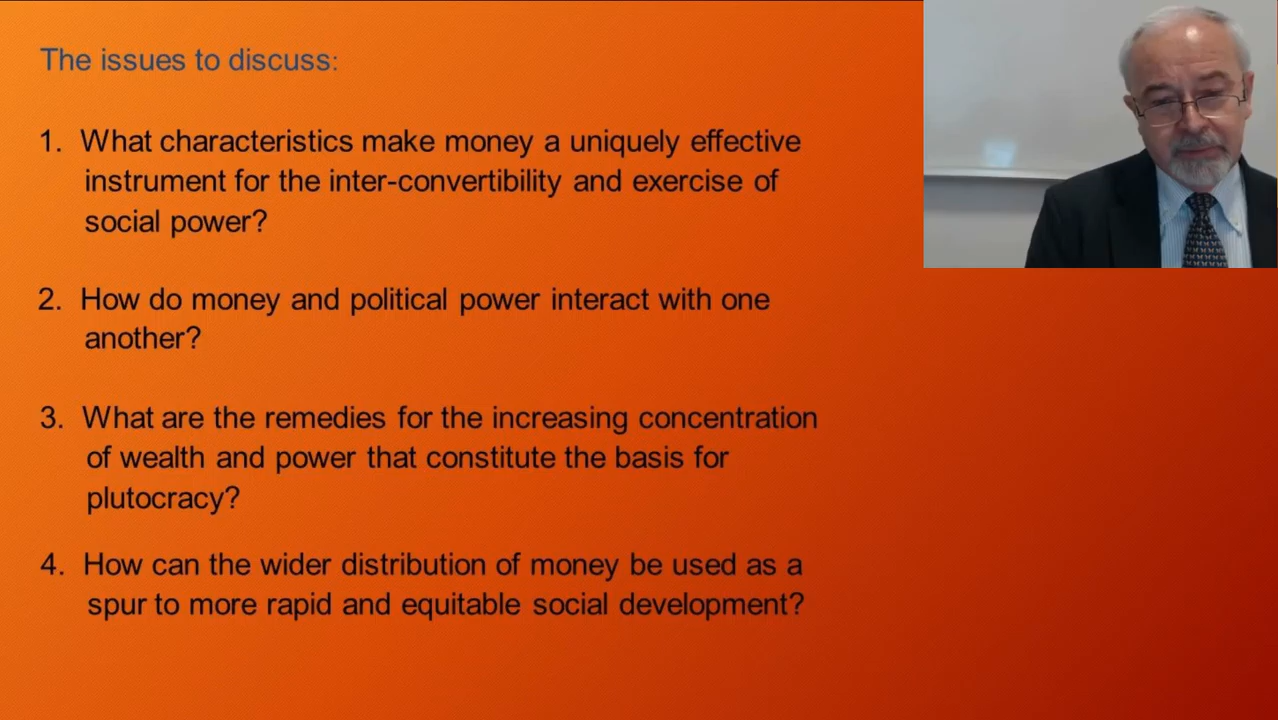 The issues to discuss:
1. What characteristics make money a uniquely effective
instrument for the inter-convertibility and exercise of
social power?
2. How do money and political power interact with one
another?
3. What are the remedies for the increasing concentration
of wealth and power that constitute the basis for
plutocracy?
4. How can the wider distribution of money be used as a
spur to more rapid and equitable social development?